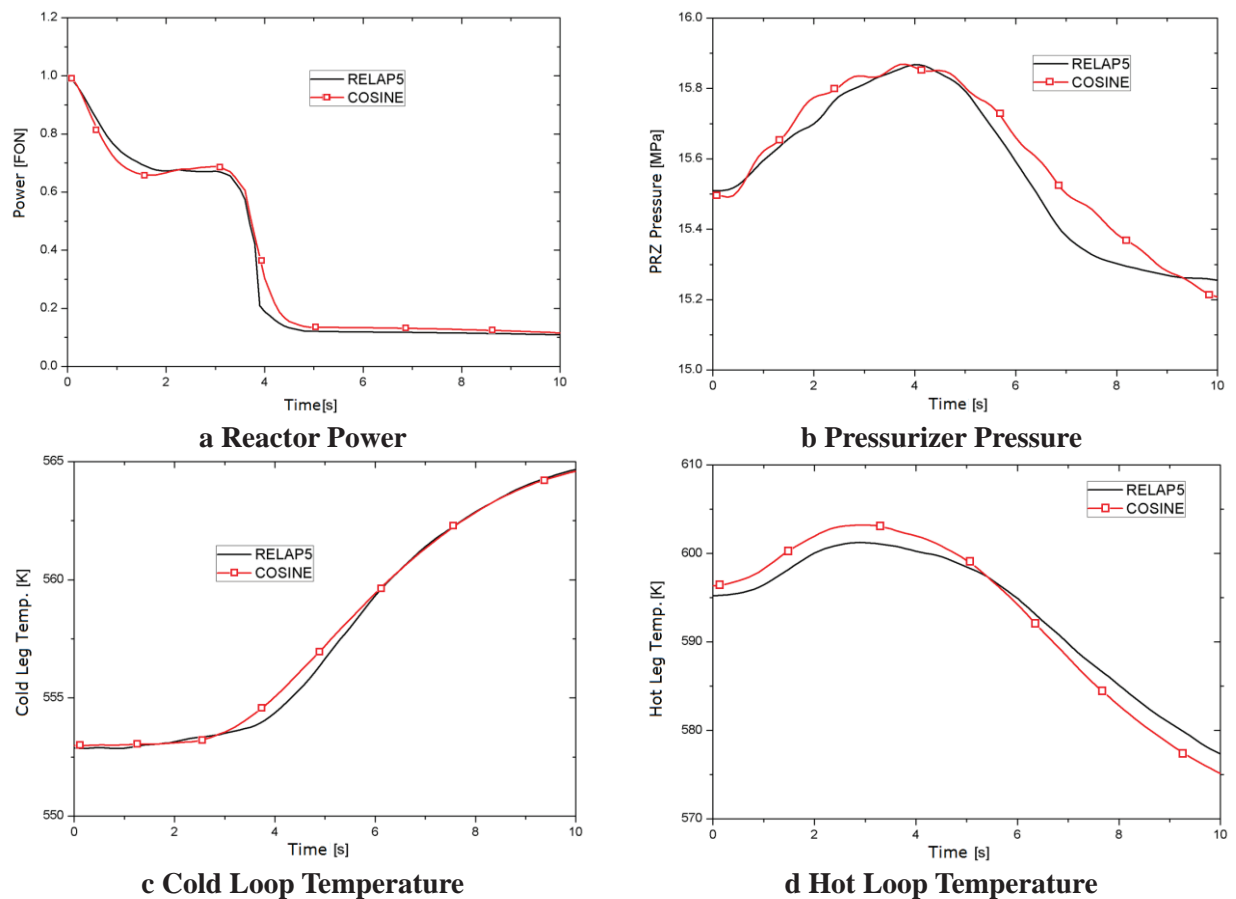 1.2
1.0
0.8
0.6
0.4
0.2
0.0
Power [FON]
RELAP5
COSINE
0 2 4 6 8 10
Time[s]
a Reactor Power
16.0
15.8
15.6
15.4
15.2
15.0
PRZ Pressure [MPa]
RELAP5
COSINE
0 2 4 6 8 10
Time [s]
b Pressurizer Pressure
565
560
555
550
Cold Leg Temp. [K]
RELAP5
COSINE
0 2 4 6 8 10
Time [s]
c Cold Loop Temperature
610
600
590
580
570
Hot Leg Temp.[K]
RELAP5
COSINE
0 2 4 6 8 10
Time [s]
d Hot Loop Temperature